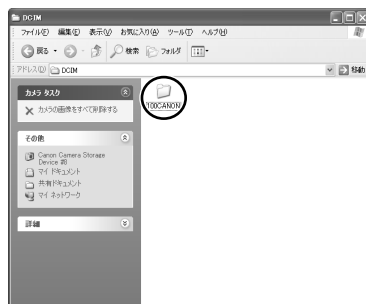 DCIM
ファイル(F) 編集(E) 表示(V) お気に入り(A) ツール(T) ヘルプ(H)
戻る 検索 フォルダ
アドレス(D) DCIM 移動
カメラ タスク
カメラの画像をすべて削除する
100CANON
その他
Canon Camera Storage
Device
マイ ドキュメント
共有ドキュメント
マイ ネットワーク
詳細